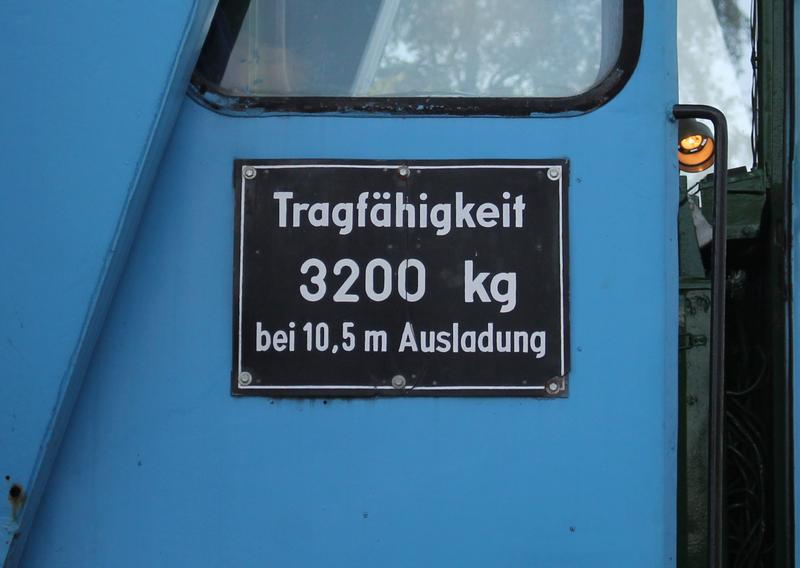 Tragfähigkeit
3200 kg
bei 10,5 m Ausladung